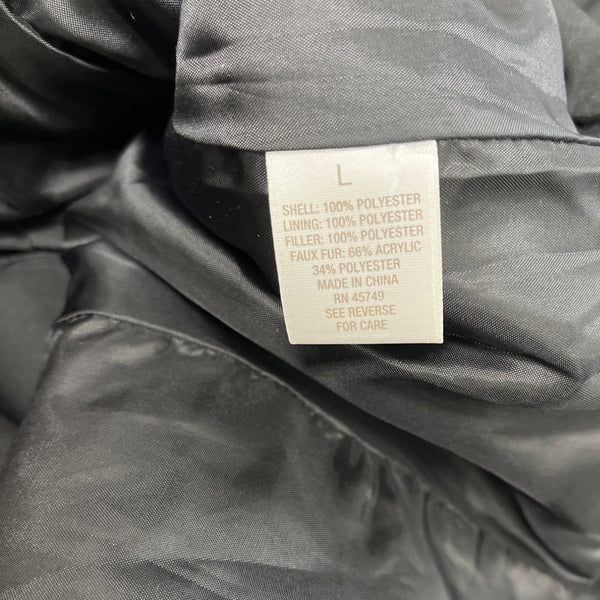 L
SHELL: 100% POLYESTER
LINING: 100% POLYESTER
FILLER: 100% POLYESTER
FAUX FUR: 66% ACRYLIC
34% POLYESTER
MADE IN CHINA
RN 45749
SEE REVERSE
FOR CARE